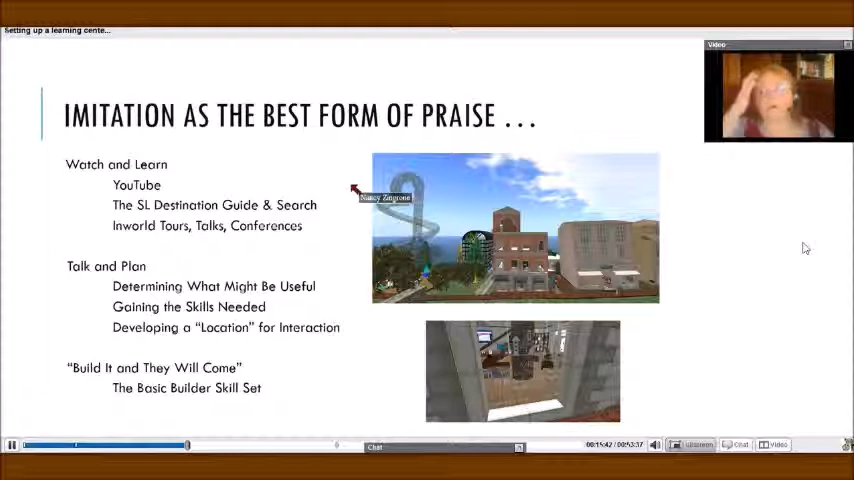 Setting up a learning cente...
Video
IMITATION AS THE BEST FORM OF PRAISE ...
Watch and Learn
YouTube
The SL Destination Guide & Search
Inworld Tours, Talks, Conferences
Nancy Zingrone
Talk and Plan
Determining What Might Be Useful
Gaining the Skills Needed
Developing a "Location" for Interaction
"Build It and They Will Come"
The Basic Builder Skill Set
Chat
00:15:42 / 00:53:37
Fullscreen
Chat
Video